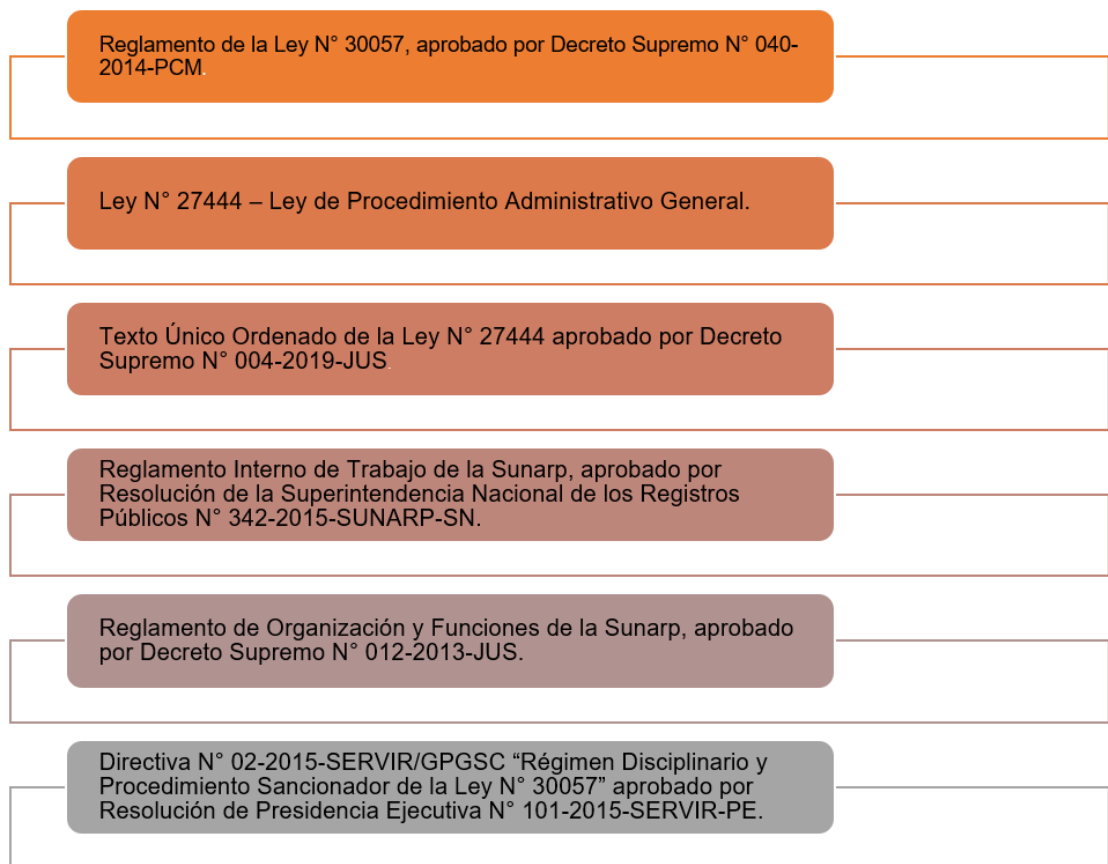 Reglamento de la Ley N° 30057, aprobado por Decreto Supremo N° 040-
2014-PCM.
Ley N° 27444 – Ley de Procedimiento Administrativo General.
Texto Único Ordenado de la Ley N° 27444 aprobado por Decreto
Supremo N° 004-2019-JUS.
Reglamento Interno de Trabajo de la Sunarp, aprobado por
Resolución de la Superintendencia Nacional de los Registros
Públicos N° 342-2015-SUNARP-SN.
Reglamento de Organización y Funciones de la Sunarp, aprobado
por Decreto Supremo N° 012-2013-JUS.
Directiva N° 02-2015-SERVIR/GPGSC “Régimen Disciplinario y
Procedimiento Sancionador de la Ley N° 30057” aprobado por
Resolución de Presidencia Ejecutiva N° 101-2015-SERVIR-PE.